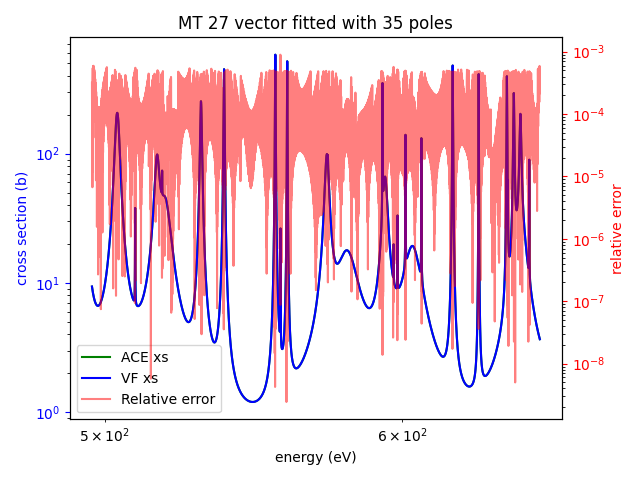 MT 27 vector fitted with 35 poles
cross section (b)
10²
10¹
10⁰
10⁻³
10⁻⁴
10⁻⁵
10⁻⁶
10⁻⁷
10⁻⁸
relative error
ACE xs
VF xs
Relative error
5 × 10²
6 × 10²
energy (eV)